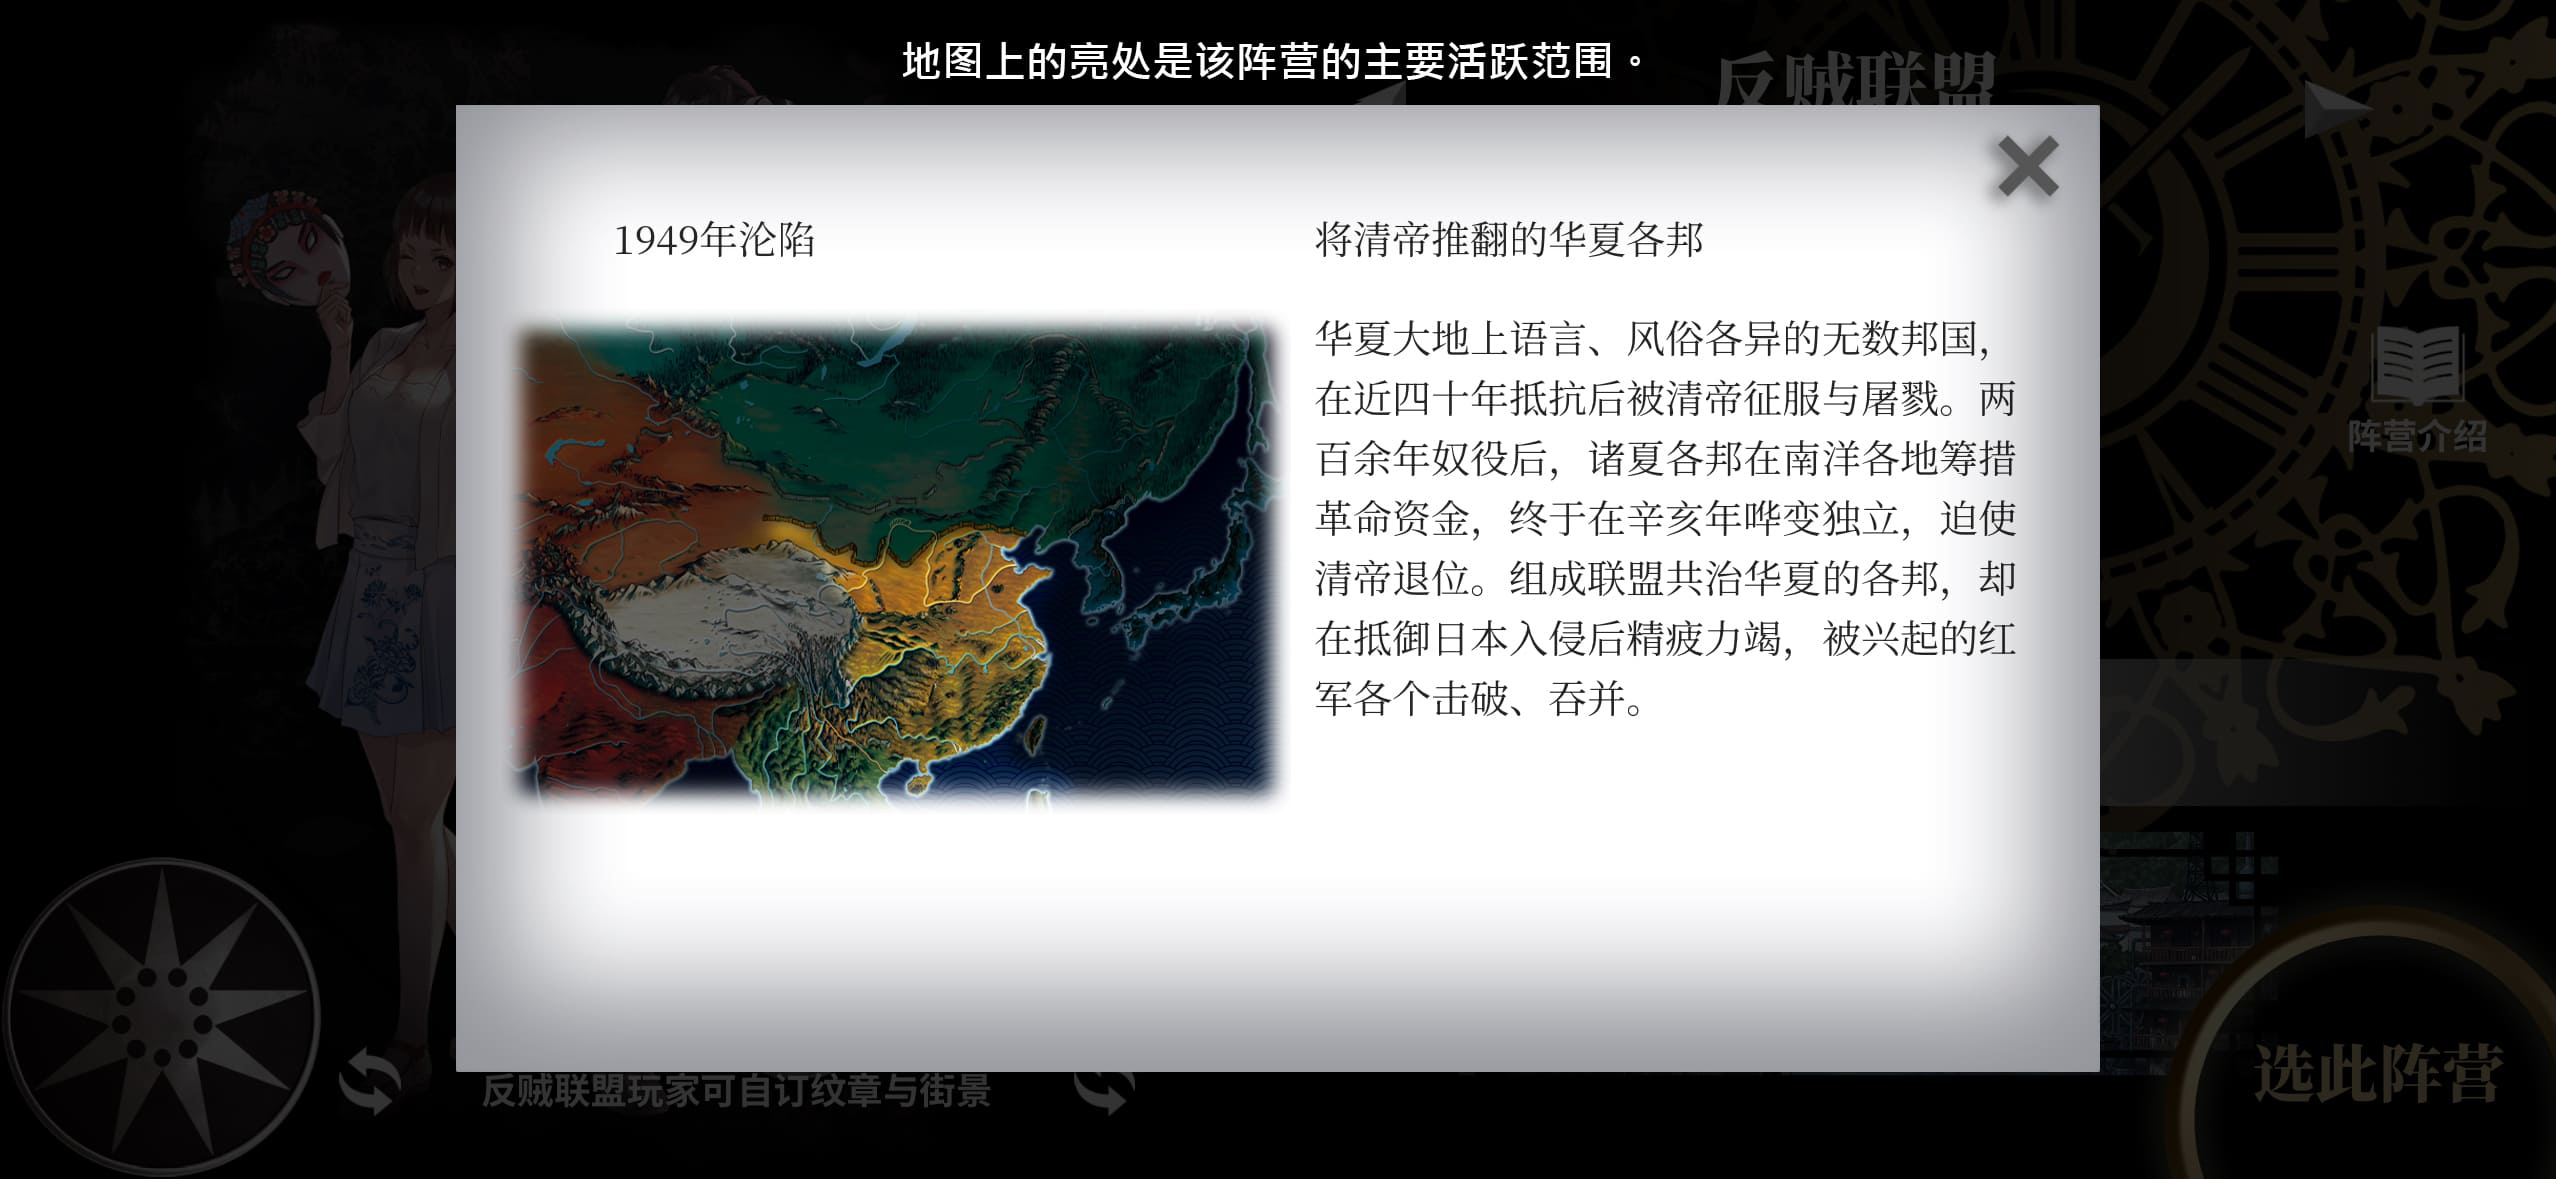 地图上的亮处是该阵营的主要活跃范围。
反贼联盟
1949年沦陷
将清帝推翻的华夏各邦
华夏大地上语言、风俗各异的无数邦国，
在近四十年抵抗后被清帝征服与屠戮。两
百余年奴役后，诸夏各邦在南洋各地筹措
革命资金，终于在辛亥年哗变独立，迫使
清帝退位。组成联盟共治华夏的各邦，却
在抵御日本入侵后精疲力竭，被兴起的红
军各个击破、吞并。
阵营介绍
反贼联盟玩家可自订纹章与街景
选此阵营